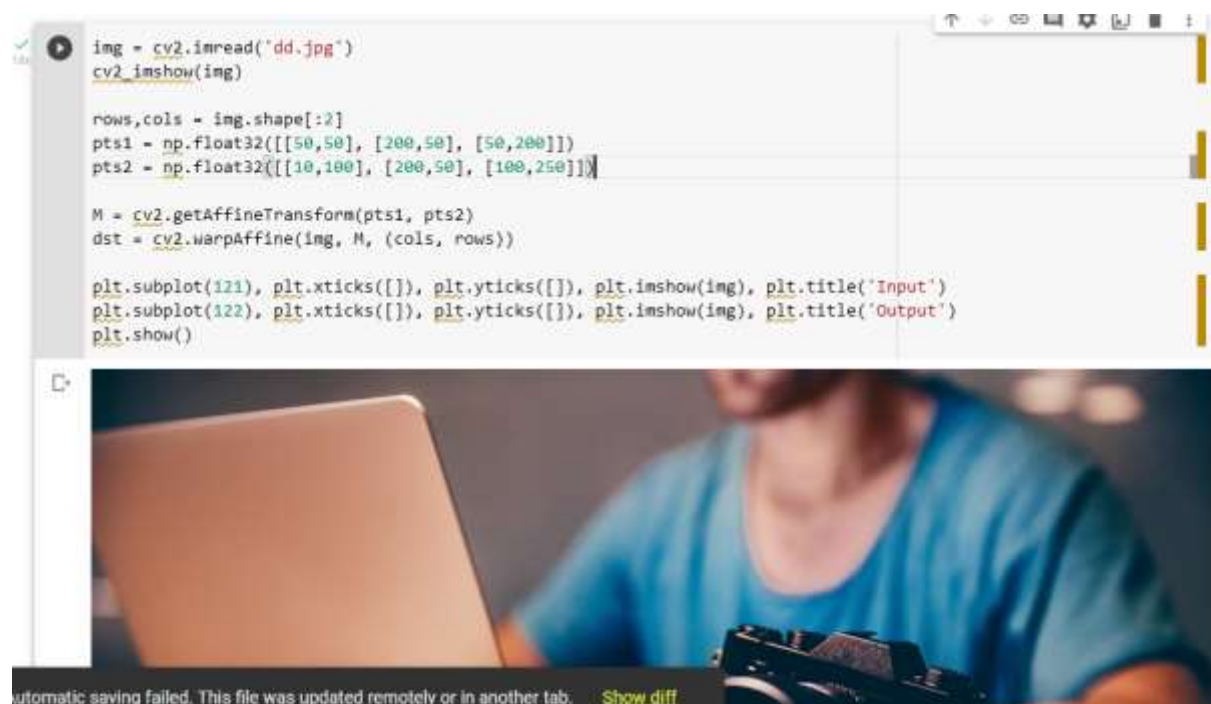 img = cv2.imread('dd.jpg')
cv2_imshow(img)
rows,cols = img.shape[:2]
pts1 = np.float32([[50,50], [200,50], [50,200]])
pts2 = np.float32([[10,100], [200,50], [100,250]])
M = cv2.getAffineTransform(pts1, pts2)
dst = cv2.warpAffine(img, M, (cols, rows))
plt.subplot(121), plt.xticks([]), plt.yticks([]), plt.imshow(img), plt.title('Input')
plt.subplot(122), plt.xticks([]), plt.yticks([]), plt.imshow(img), plt.title('Output')
plt.show()
utomatic saving failed. This file was updated remotely or in another tab. Show diff